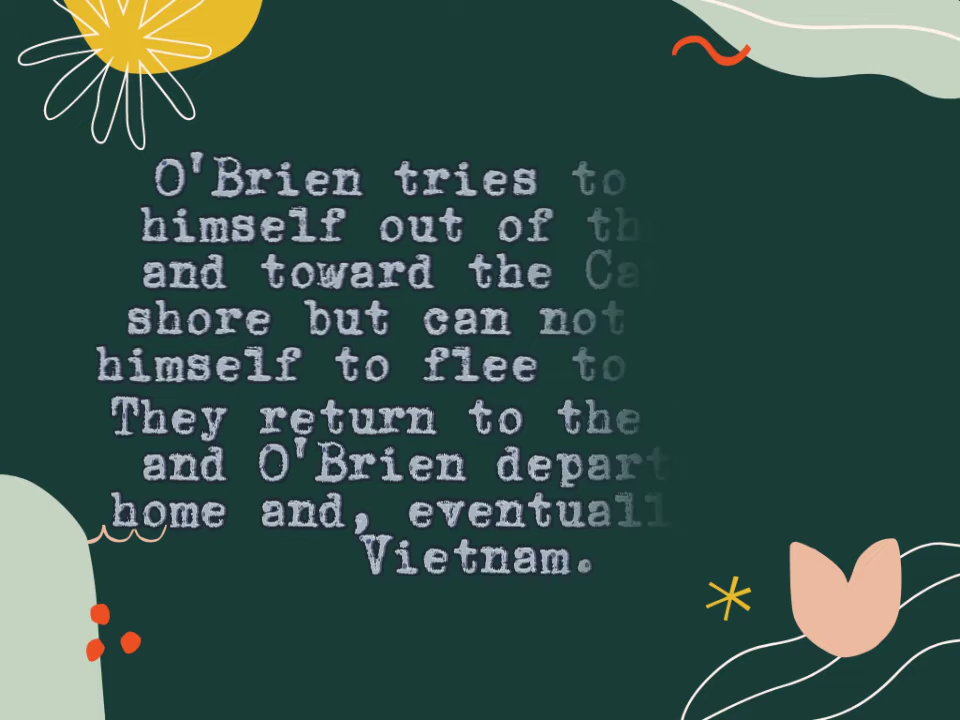 O'Brien tries to
himself out of
and toward the
shore but can not
himself to flee to
They return to the
and O'Brien
home and,
Vietnam.